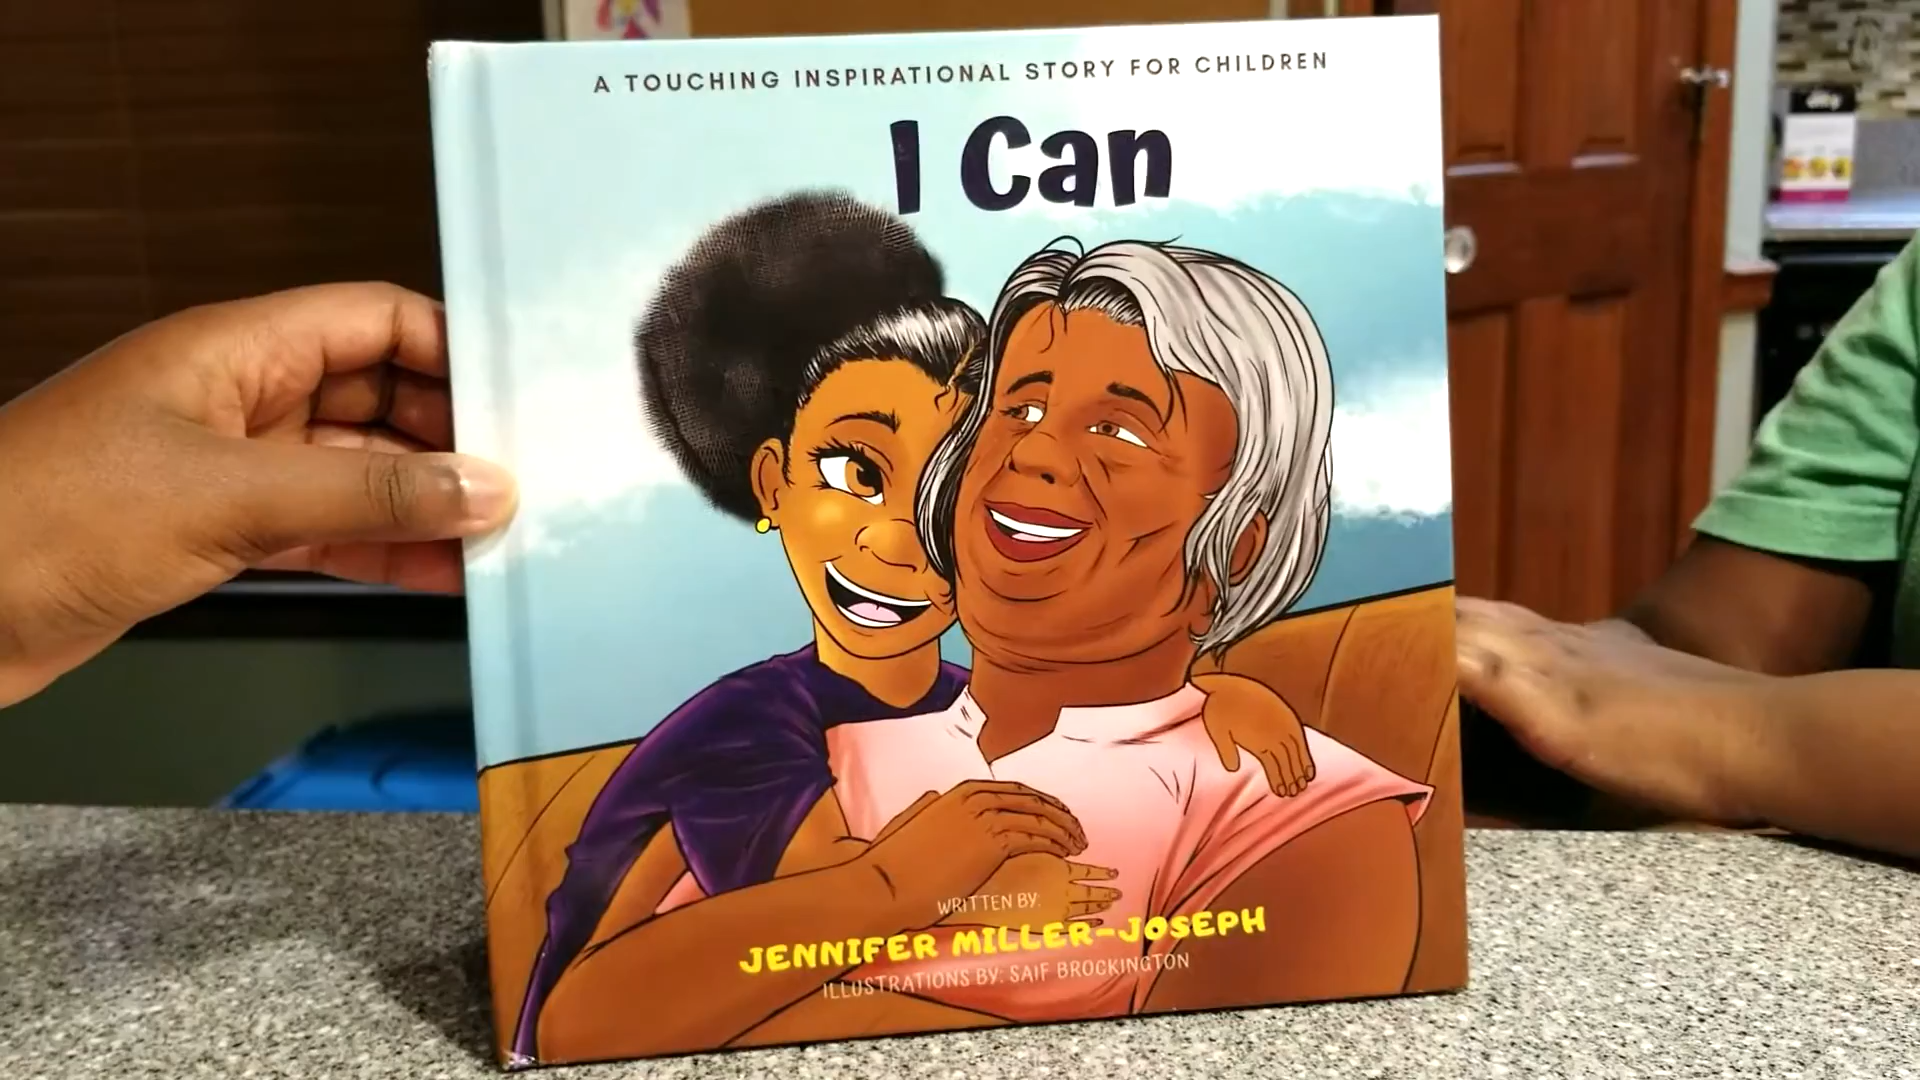 A TOUCHING INSPIRATIONAL STORY FOR CHILDREN
I Can
WRITTEN BY:
JENNIFER MILLER-JOSEPH
ILLUSTRATIONS BY: SAIF BROCKINGTON